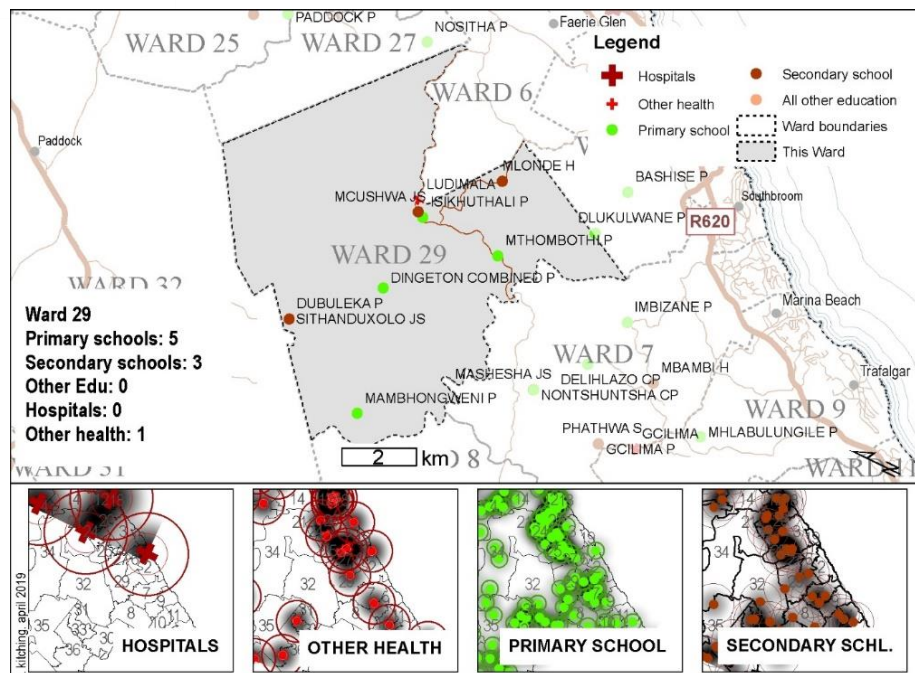 PADDOCK P
NOSITHA P
Faerie Glen
WARD 25
WARD 27
Legend
Hospitals
Secondary school
Other health
All other education
Primary school
Ward boundaries
This Ward
WARD 6
Paddock
MLONDE H
LUDIMALA
BASHISE P
MCUSHWA JS
ISIKHUTHALI P
Southbroom
DLUKULWANE P
R620
MTHOMBOTHI P
WARD 29
WARD 32
DINGETON COMBINED P
DUBULEKA P
IMBIZANE P
Marina Beach
SITHANDUXOLO JS
Ward 29
Primary schools: 5
Secondary schools: 3
Other Edu: 0
Hospitals: 0
Other health: 1
WARD 7
MASHESHA JS
MBAMBI H
DELIHLAZO CP
Trafalgar
MAMBHONGWENI P
NONTSHUNTSHA CP
WARD 9
PHATHWA S
GCILIMA
MHLABULUNGILE P
GCILIMA P
WARD 31
2 km
kitching, april 2019
HOSPITALS
OTHER HEALTH
PRIMARY SCHOOL
SECONDARY SCHL.